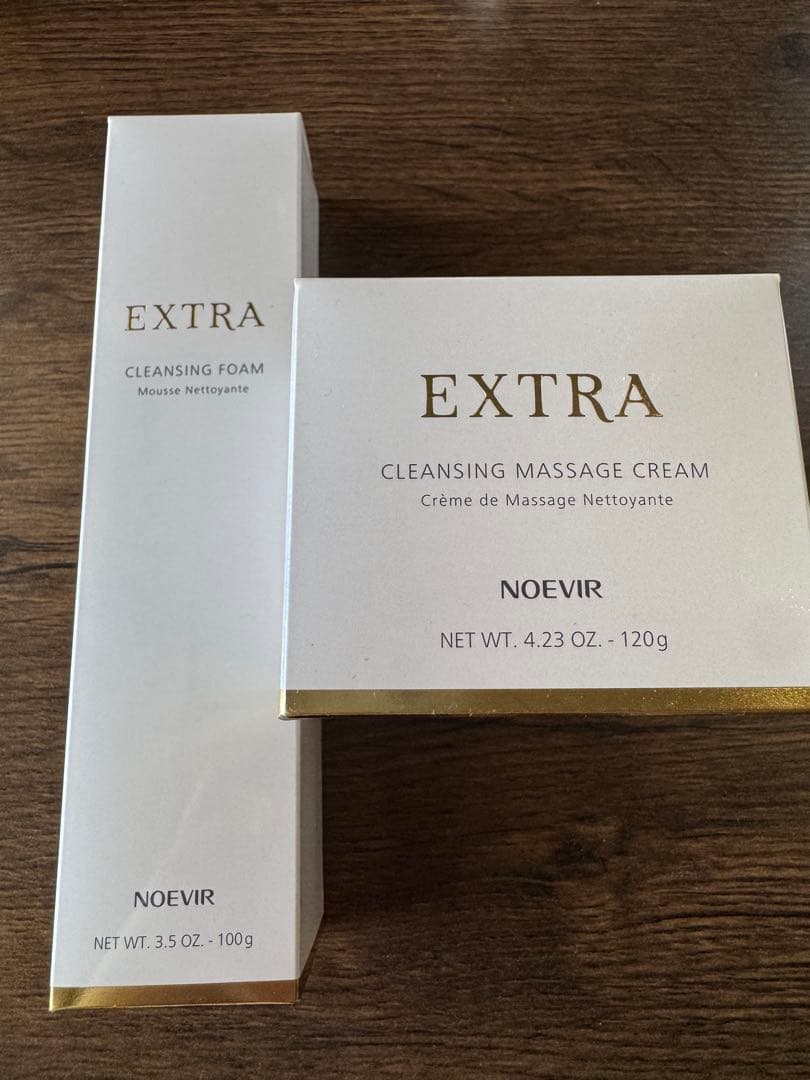 EXTRA
CLEANSING FOAM
Mousse Nettoyante
NOEVIR
NET WT. 3.5 OZ. - 100g
EXTRA
CLEANSING MASSAGE CREAM
Crème de Massage Nettoyante
NOEVIR
NET WT. 4.23 OZ. - 120g